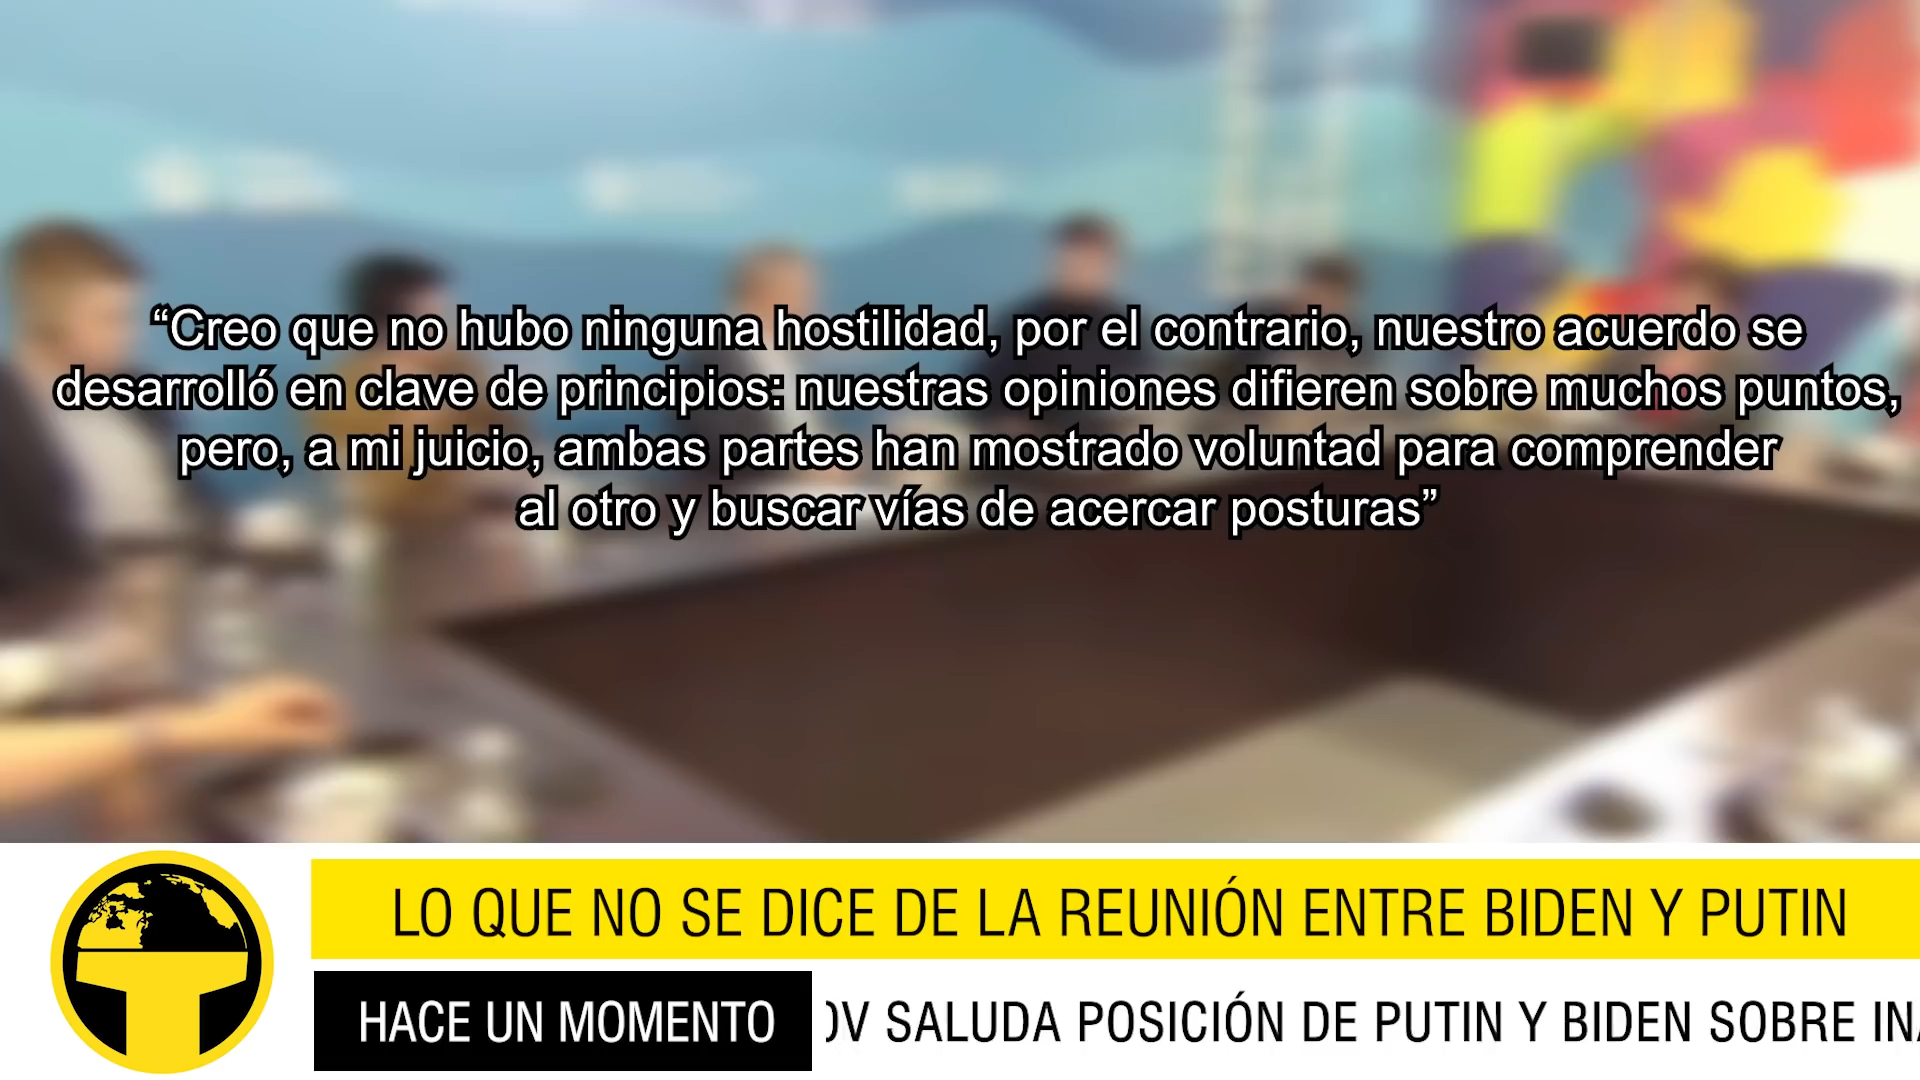 “Creo que no hubo ninguna hostilidad, por el contrario, nuestro acuerdo se
desarrolló en clave de principios: nuestras opiniones difieren sobre muchos puntos,
pero, a mi juicio, ambas partes han mostrado voluntad para comprender
al otro y buscar vías de acercar posturas”
LO QUE NO SE DICE DE LA REUNIÓN ENTRE BIDEN Y PUTIN
HACE UN MOMENTO
SALUDA POSICIÓN DE PUTIN Y BIDEN SOBRE